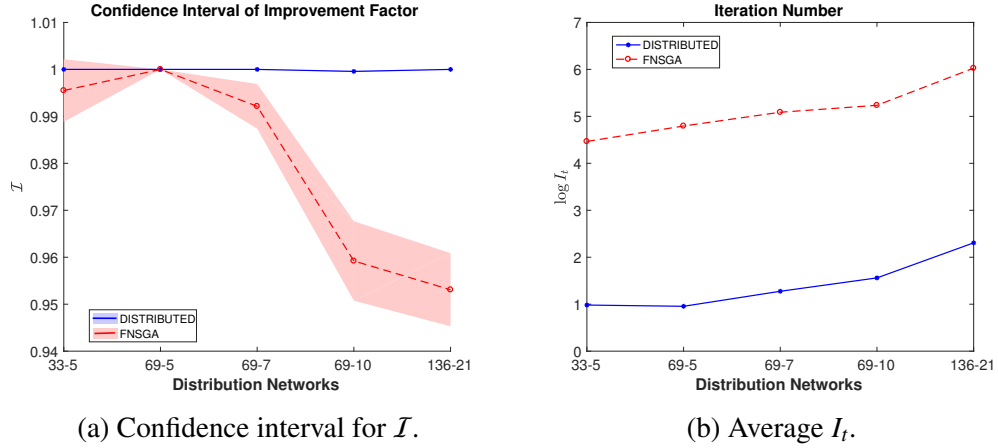 Confidence Interval of Improvement Factor
1.01
1
0.99
0.98
0.97
0.96
0.95
0.94
ℐ
DISTRIBUTED
FNSGA
33-5 69-5 69-7 69-10 136-21
Distribution Networks
(a) Confidence interval for ℐ.
Iteration Number
7
6
5
4
3
2
1
0
log I_t
DISTRIBUTED
FNSGA
33-5 69-5 69-7 69-10 136-21
Distribution Networks
(b) Average I_t.